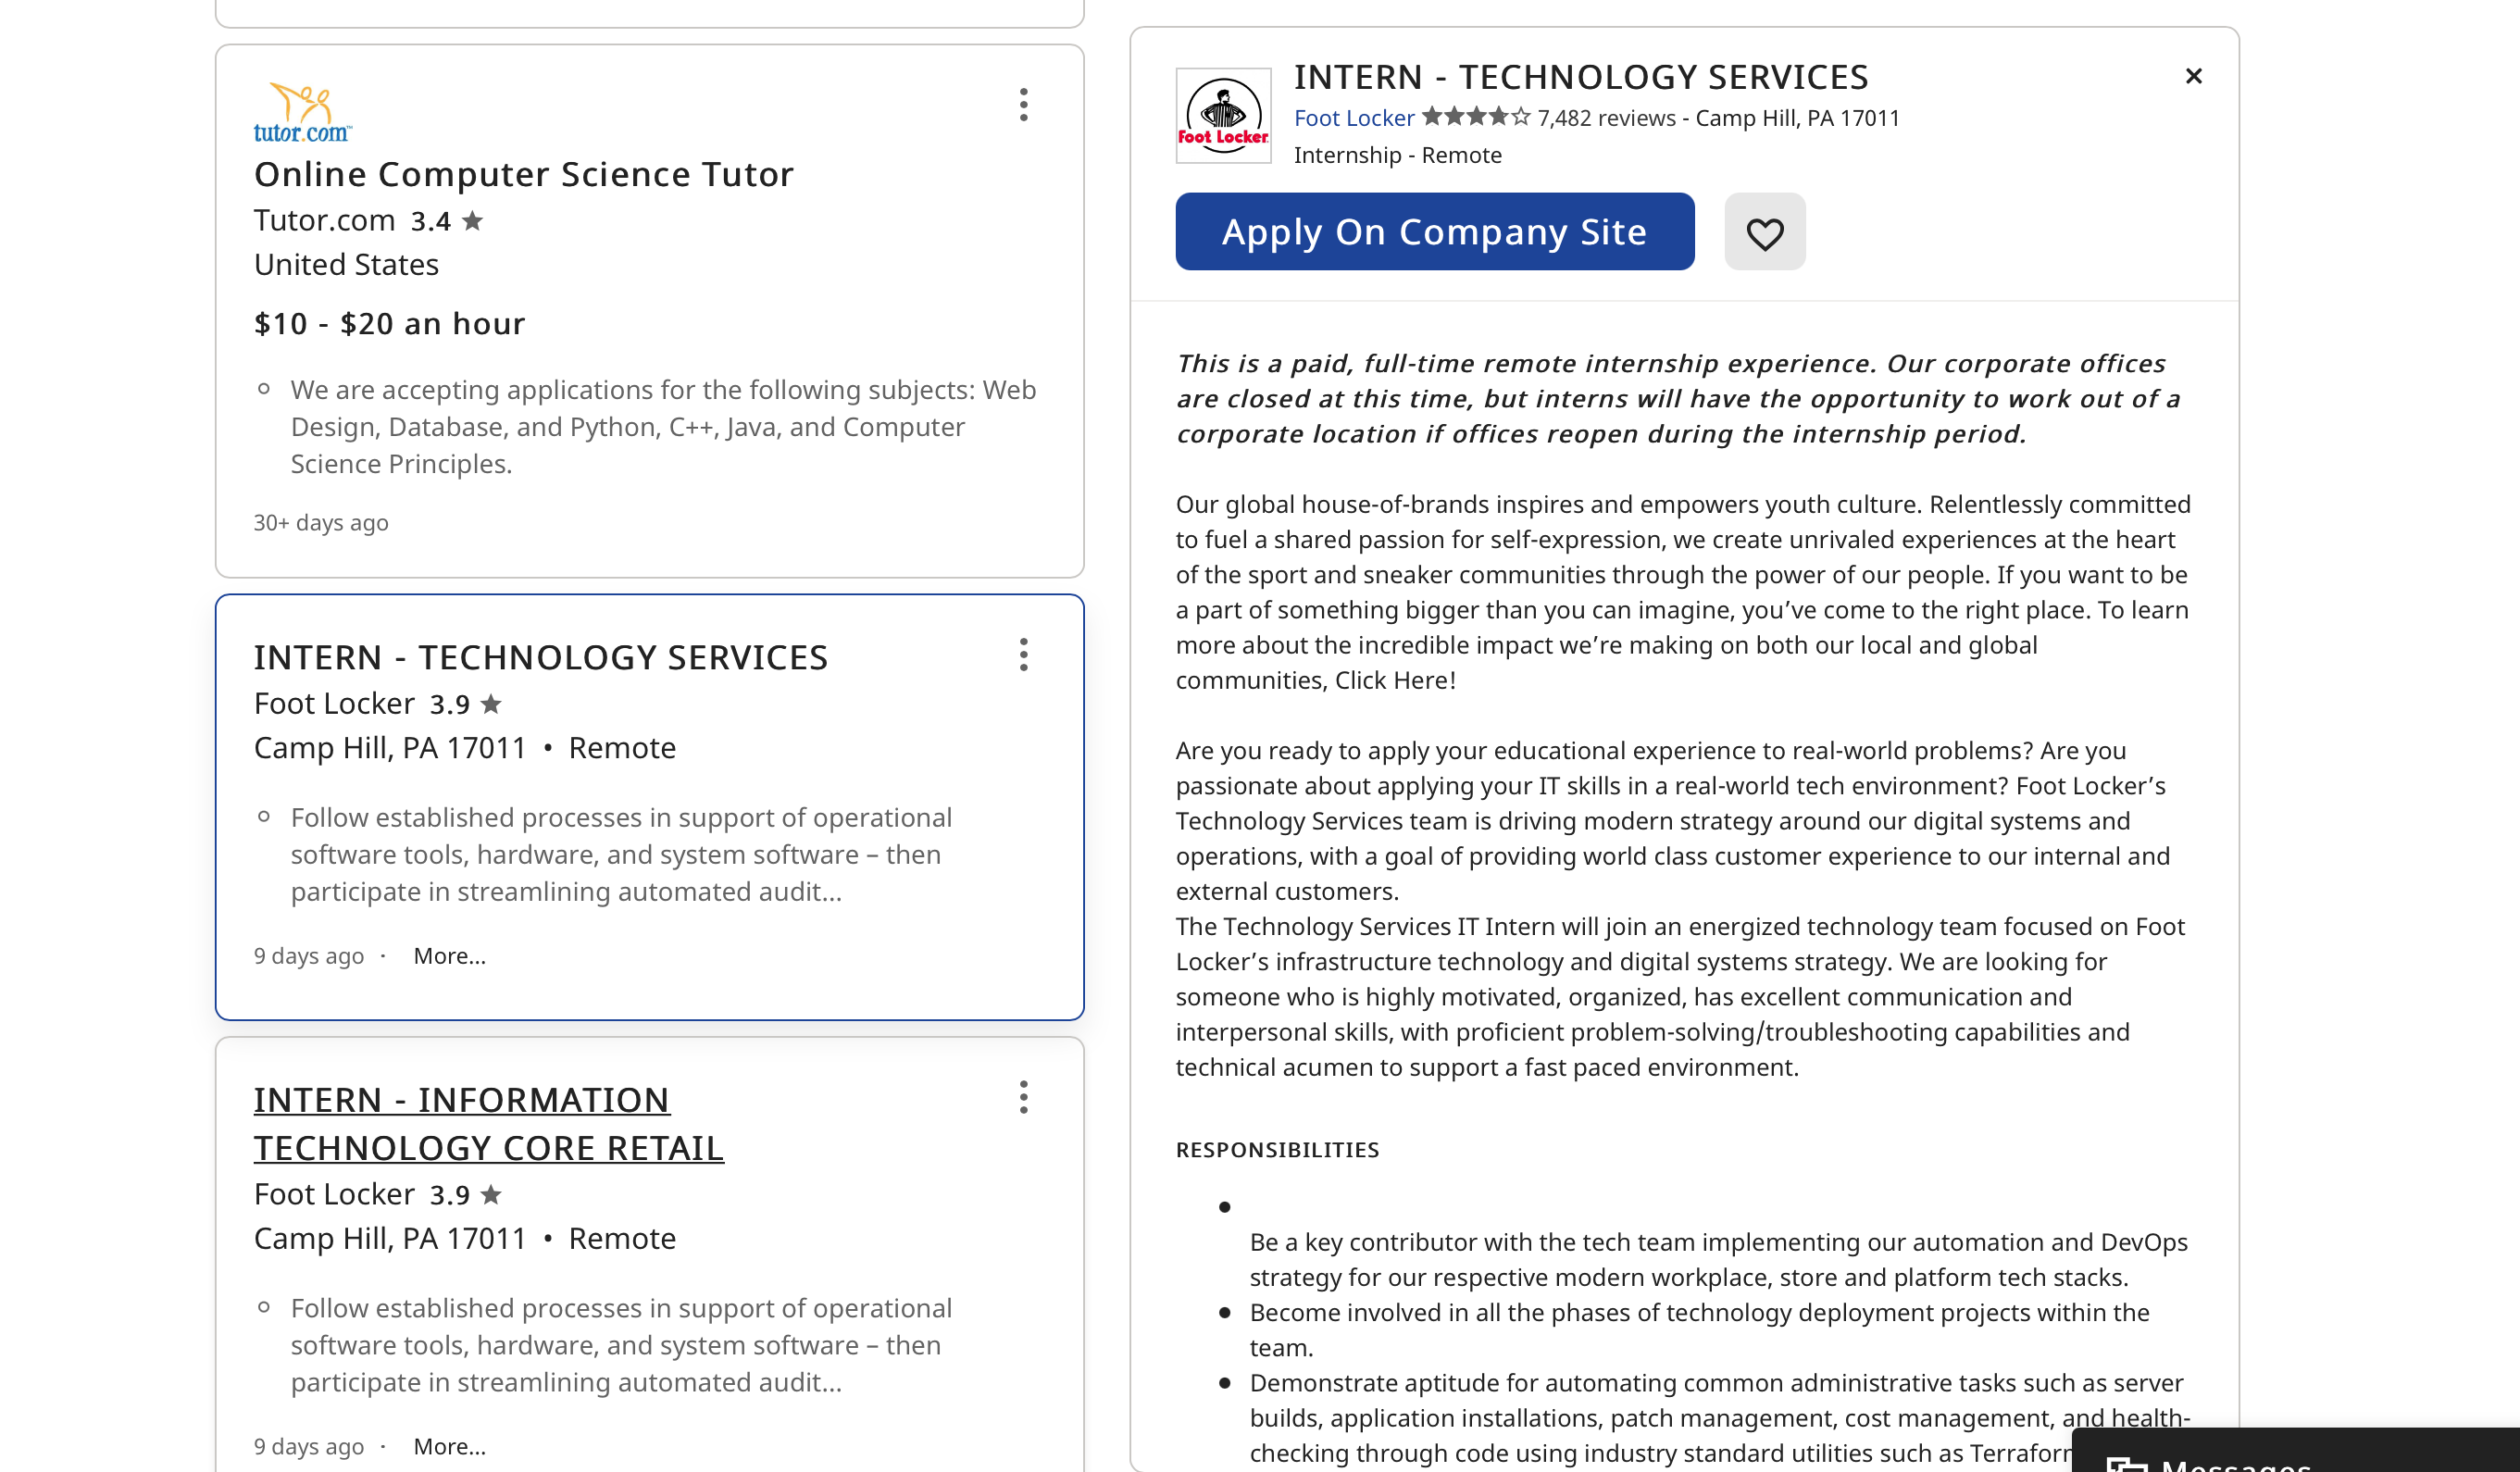 tutor.com™
Online Computer Science Tutor
Tutor.com 3.4
United States
$10 - $20 an hour
We are accepting applications for the following subjects: Web
Design, Database, and Python, C++, Java, and Computer
Science Principles.
30+ days ago
INTERN - TECHNOLOGY SERVICES
Foot Locker 3.9
Camp Hill, PA 17011 • Remote
Follow established processes in support of operational
software tools, hardware, and system software – then
participate in streamlining automated audit...
9 days ago · More...
INTERN - INFORMATION
TECHNOLOGY CORE RETAIL
Foot Locker 3.9
Camp Hill, PA 17011 • Remote
Follow established processes in support of operational
software tools, hardware, and system software – then
participate in streamlining automated audit...
9 days ago · More...
Foot Locker
INTERN - TECHNOLOGY SERVICES
Foot Locker 7,482 reviews - Camp Hill, PA 17011
Internship - Remote
Apply On Company Site
This is a paid, full-time remote internship experience. Our corporate offices
are closed at this time, but interns will have the opportunity to work out of a
corporate location if offices reopen during the internship period.
Our global house-of-brands inspires and empowers youth culture. Relentlessly committed
to fuel a shared passion for self-expression, we create unrivaled experiences at the heart
of the sport and sneaker communities through the power of our people. If you want to be
a part of something bigger than you can imagine, you’ve come to the right place. To learn
more about the incredible impact we’re making on both our local and global
communities, Click Here!
Are you ready to apply your educational experience to real-world problems? Are you
passionate about applying your IT skills in a real-world tech environment? Foot Locker’s
Technology Services team is driving modern strategy around our digital systems and
operations, with a goal of providing world class customer experience to our internal and
external customers.
The Technology Services IT Intern will join an energized technology team focused on Foot
Locker’s infrastructure technology and digital systems strategy. We are looking for
someone who is highly motivated, organized, has excellent communication and
interpersonal skills, with proficient problem-solving/troubleshooting capabilities and
technical acumen to support a fast paced environment.
RESPONSIBILITIES
Be a key contributor with the tech team implementing our automation and DevOps
strategy for our respective modern workplace, store and platform tech stacks.
Become involved in all the phases of technology deployment projects within the
team.
Demonstrate aptitude for automating common administrative tasks such as server
builds, application installations, patch management, cost management, and health-
checking through code using industry standard utilities such as
Messages